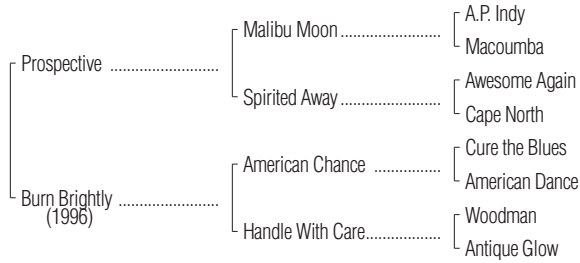 A.P. Indy
Malibu Moon
Macoumba
Prospective
Awesome Again
Spirited Away
Cape North
Cure the Blues
American Chance
American Dance
Burn Brightly
(1996)
Woodman
Handle With Care
Antique Glow